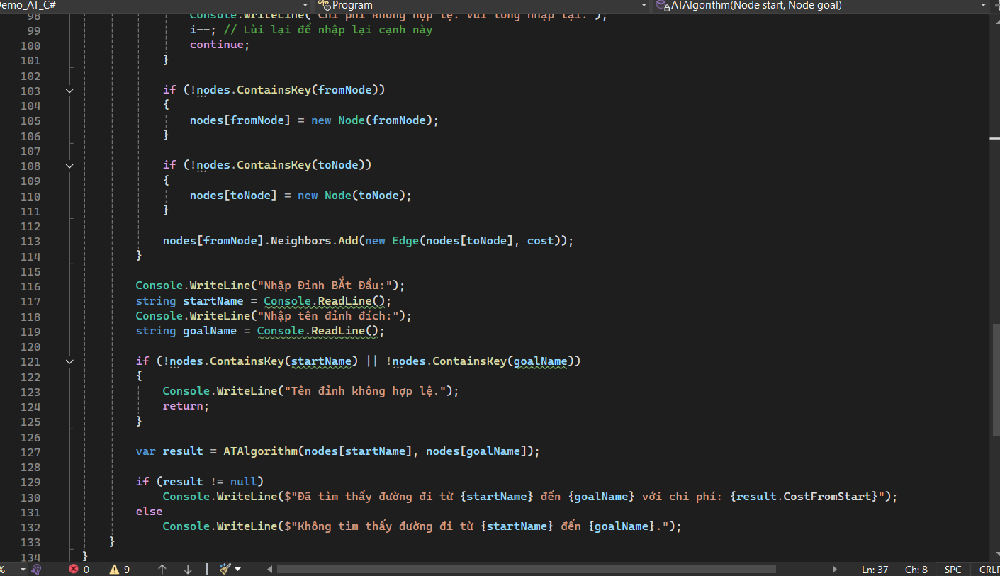 Demo_AT_C# Program ATAlgorithm(Node start, Node goal)
98 Console.WriteLine("Chi phí không hợp lệ. Vui lòng nhập lại.");
99 i--; // Lùi lại để nhập lại cạnh này
100 continue;
101 }
102
103 if (!nodes.ContainsKey(fromNode))
104 {
105 nodes[fromNode] = new Node(fromNode);
106 }
107
108 if (!nodes.ContainsKey(toNode))
109 {
110 nodes[toNode] = new Node(toNode);
111 }
112
113 nodes[fromNode].Neighbors.Add(new Edge(nodes[toNode], cost));
114 }
115
116 Console.WriteLine("Nhập Đỉnh BẮt Đầu:");
117 string startName = Console.ReadLine();
118 Console.WriteLine("Nhập tên đỉnh đích:");
119 string goalName = Console.ReadLine();
120
121 if (!nodes.ContainsKey(startName) || !nodes.ContainsKey(goalName))
122 {
123 Console.WriteLine("Tên đỉnh không hợp lệ.");
124 return;
125 }
126
127 var result = ATAlgorithm(nodes[startName], nodes[goalName]);
128
129 if (result != null)
130 Console.WriteLine($"Đã tìm thấy đường đi từ {startName} đến {goalName} với chi phí: {result.CostFromStart}");
131 else
132 Console.WriteLine($"Không tìm thấy đường đi từ {startName} đến {goalName}.");
133 }
134 }
% 0 9 Ln: 37 Ch: 8 SPC CRLF